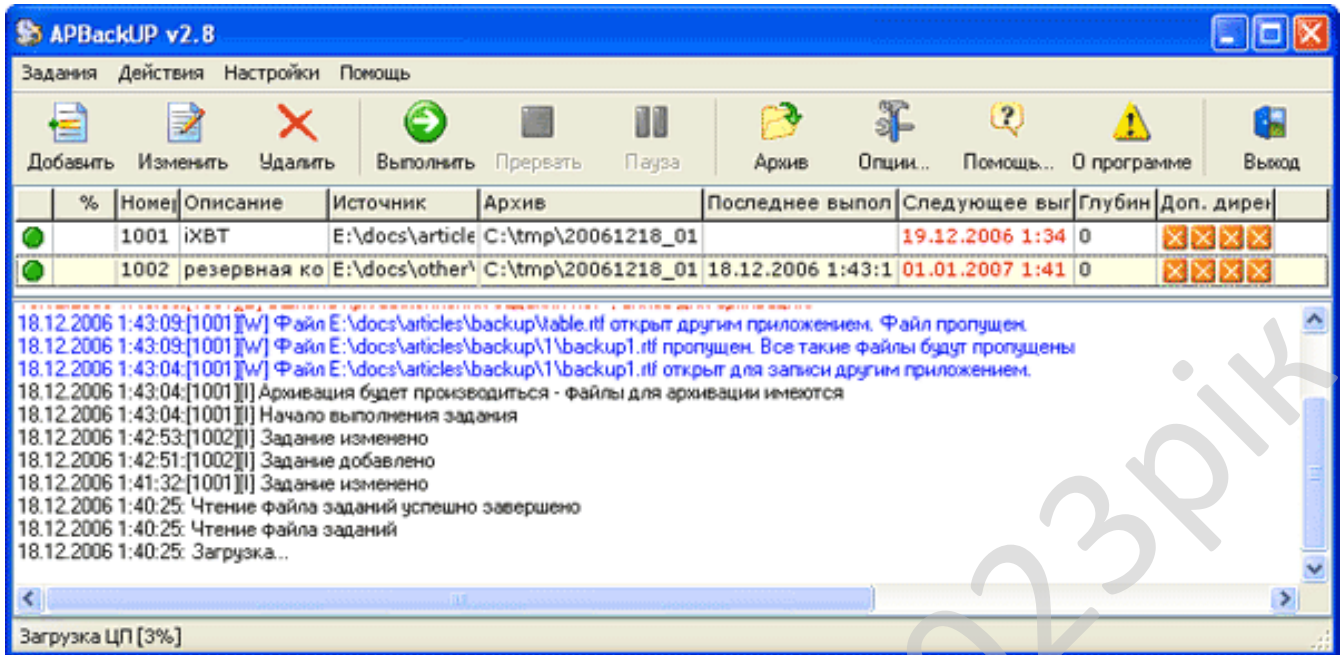 APBackUP v2.8
Задания Действия Настройки Помощь
Добавить Изменить Удалить Выполнить Прервать Пауза Архив Опции... Помощь... О программе Выход
% Номер Описание Источник Архив Последнее выпол Следующее выг Глубин Доп. дирен
1001 iXBT E:\docs\article C:\tmp\20061218_01 19.12.2006 1:34 0
1002 резервная ко E:\docs\other\ C:\tmp\20061218_01 18.12.2006 1:43:1 01.01.2007 1:41 0
18.12.2006 1:43:09:[1001][W] Файл E:\docs\articles\backup\table.rtf открыт другим приложением. Файл пропущен.
18.12.2006 1:43:09:[1001][W] Файл E:\docs\articles\backup\1\backup1.rtf пропущен. Все такие файлы будут пропущены
18.12.2006 1:43:04:[1001][W] Файл E:\docs\articles\backup\1\backup1.rtf открыт для записи другим приложением.
18.12.2006 1:43:04:[1001][I] Архивация будет производиться - файлы для архивации имеются
18.12.2006 1:43:04:[1001][I] Начало выполнения задания
18.12.2006 1:42:53:[1002][I] Задание изменено
18.12.2006 1:42:51:[1002][I] Задание добавлено
18.12.2006 1:41:32:[1001][I] Задание изменено
18.12.2006 1:40:25: Чтение файла заданий успешно завершено
18.12.2006 1:40:25: Чтение файла заданий
18.12.2006 1:40:25: Загрузка...
Загрузка ЦП [3%]
023pik